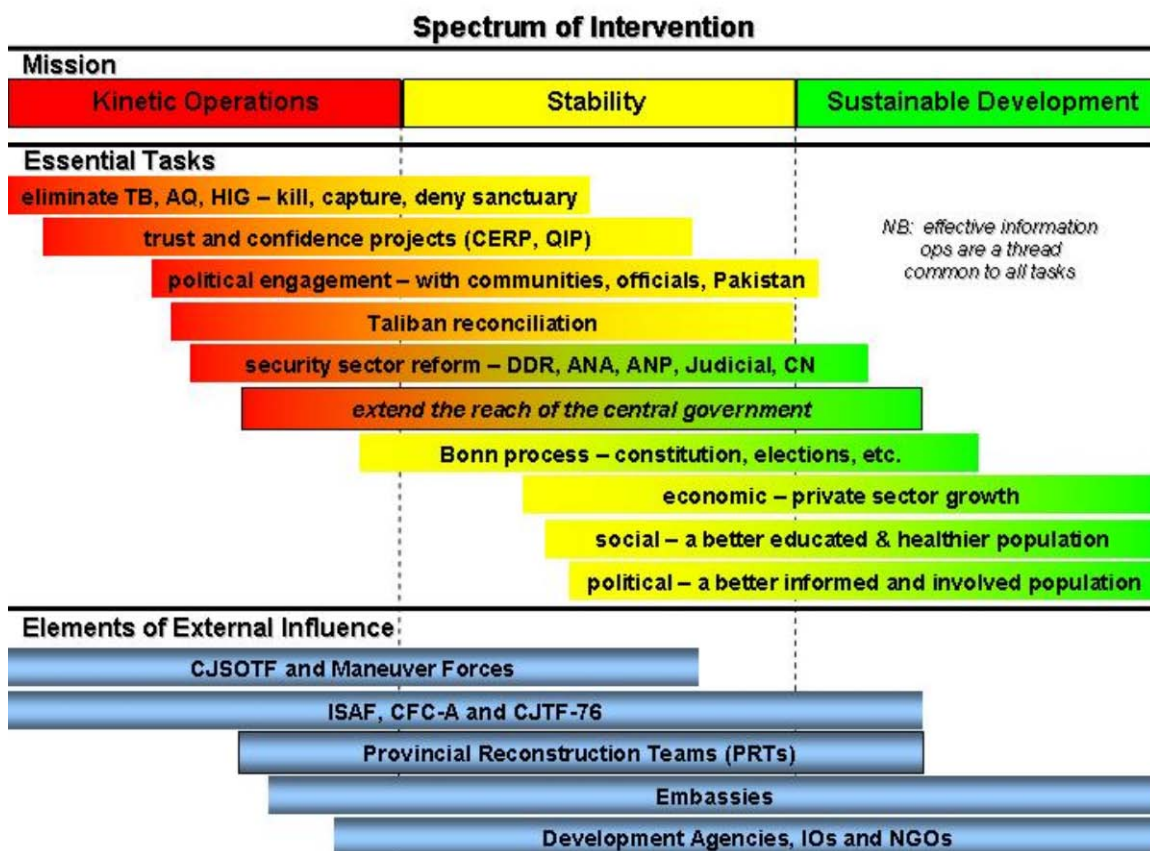 Spectrum of Intervention
Mission
Kinetic Operations
Stability
Sustainable Development
Essential Tasks
eliminate TB, AQ, HIG – kill, capture, deny sanctuary
trust and confidence projects (CERP, QIP)
NB: effective information
ops are a thread
common to all tasks
political engagement – with communities, officials, Pakistan
Taliban reconciliation
security sector reform – DDR, ANA, ANP, Judicial, CN
extend the reach of the central government
Bonn process – constitution, elections, etc.
economic – private sector growth
social – a better educated & healthier population
political – a better informed and involved population
Elements of External Influence
CJSOTF and Maneuver Forces
ISAF, CFC-A and CJTF-76
Provincial Reconstruction Teams (PRTs)
Embassies
Development Agencies, IOs and NGOs